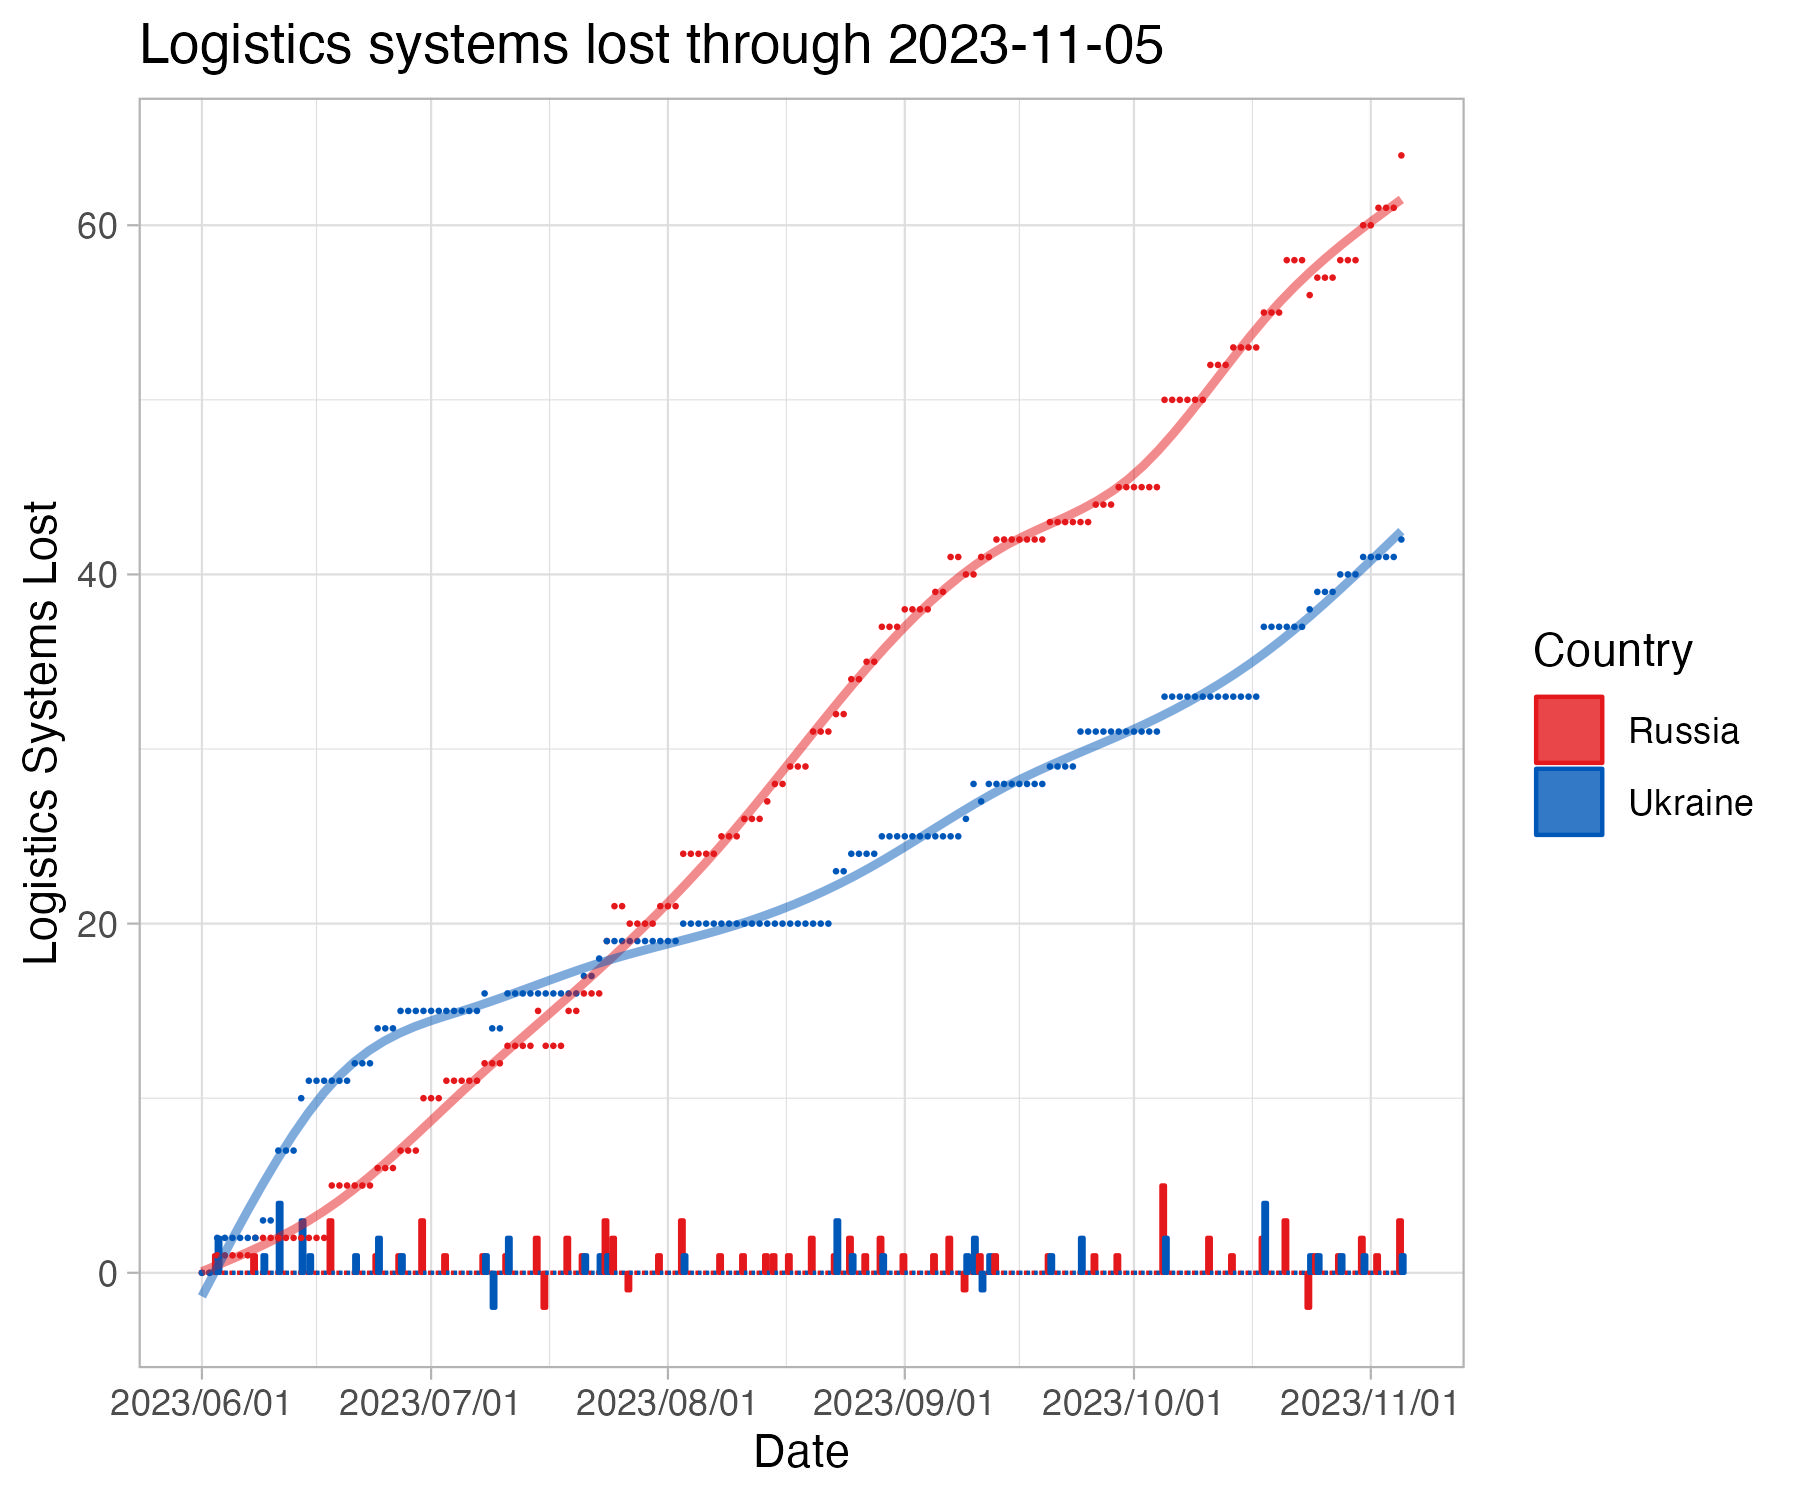 Logistics systems lost through 2023-11-05
Logistics Systems Lost
60
40
20
0
2023/06/01
2023/07/01
2023/08/01
2023/09/01
2023/10/01
2023/11/01
Date
Country
Russia
Ukraine